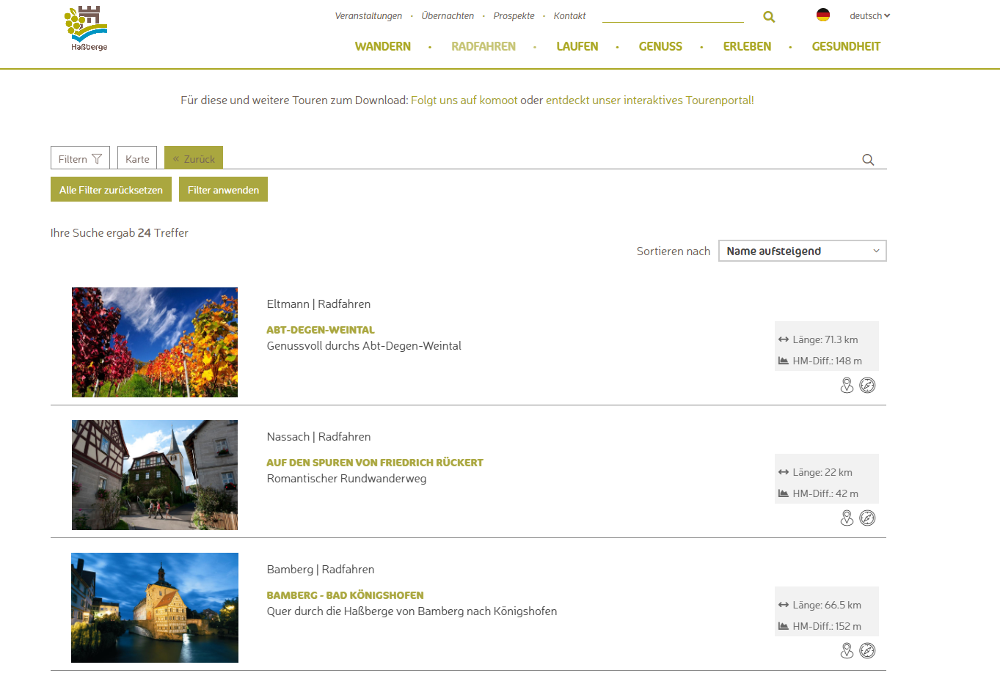 Haßberge
Veranstaltungen · Übernachten · Prospekte · Kontakt
deutsch
WANDERN · RADFAHREN · LAUFEN · GENUSS · ERLEBEN · GESUNDHEIT
Für diese und weitere Touren zum Download: Folgt uns auf komoot oder entdeckt unser interaktives Tourenportal!
Filtern
Karte
« Zurück
Alle Filter zurücksetzen
Filter anwenden
Ihre Suche ergab 24 Treffer
Sortieren nach
Name aufsteigend
Eltmann | Radfahren
ABT-DEGEN-WEINTAL
Genussvoll durchs Abt-Degen-Weintal
Länge: 71.3 km
HM-Diff.: 148 m
Nassach | Radfahren
AUF DEN SPUREN VON FRIEDRICH RÜCKERT
Romantischer Rundwanderweg
Länge: 22 km
HM-Diff.: 42 m
Bamberg | Radfahren
BAMBERG - BAD KÖNIGSHOFEN
Quer durch die Haßberge von Bamberg nach Königshofen
Länge: 66.5 km
HM-Diff.: 152 m